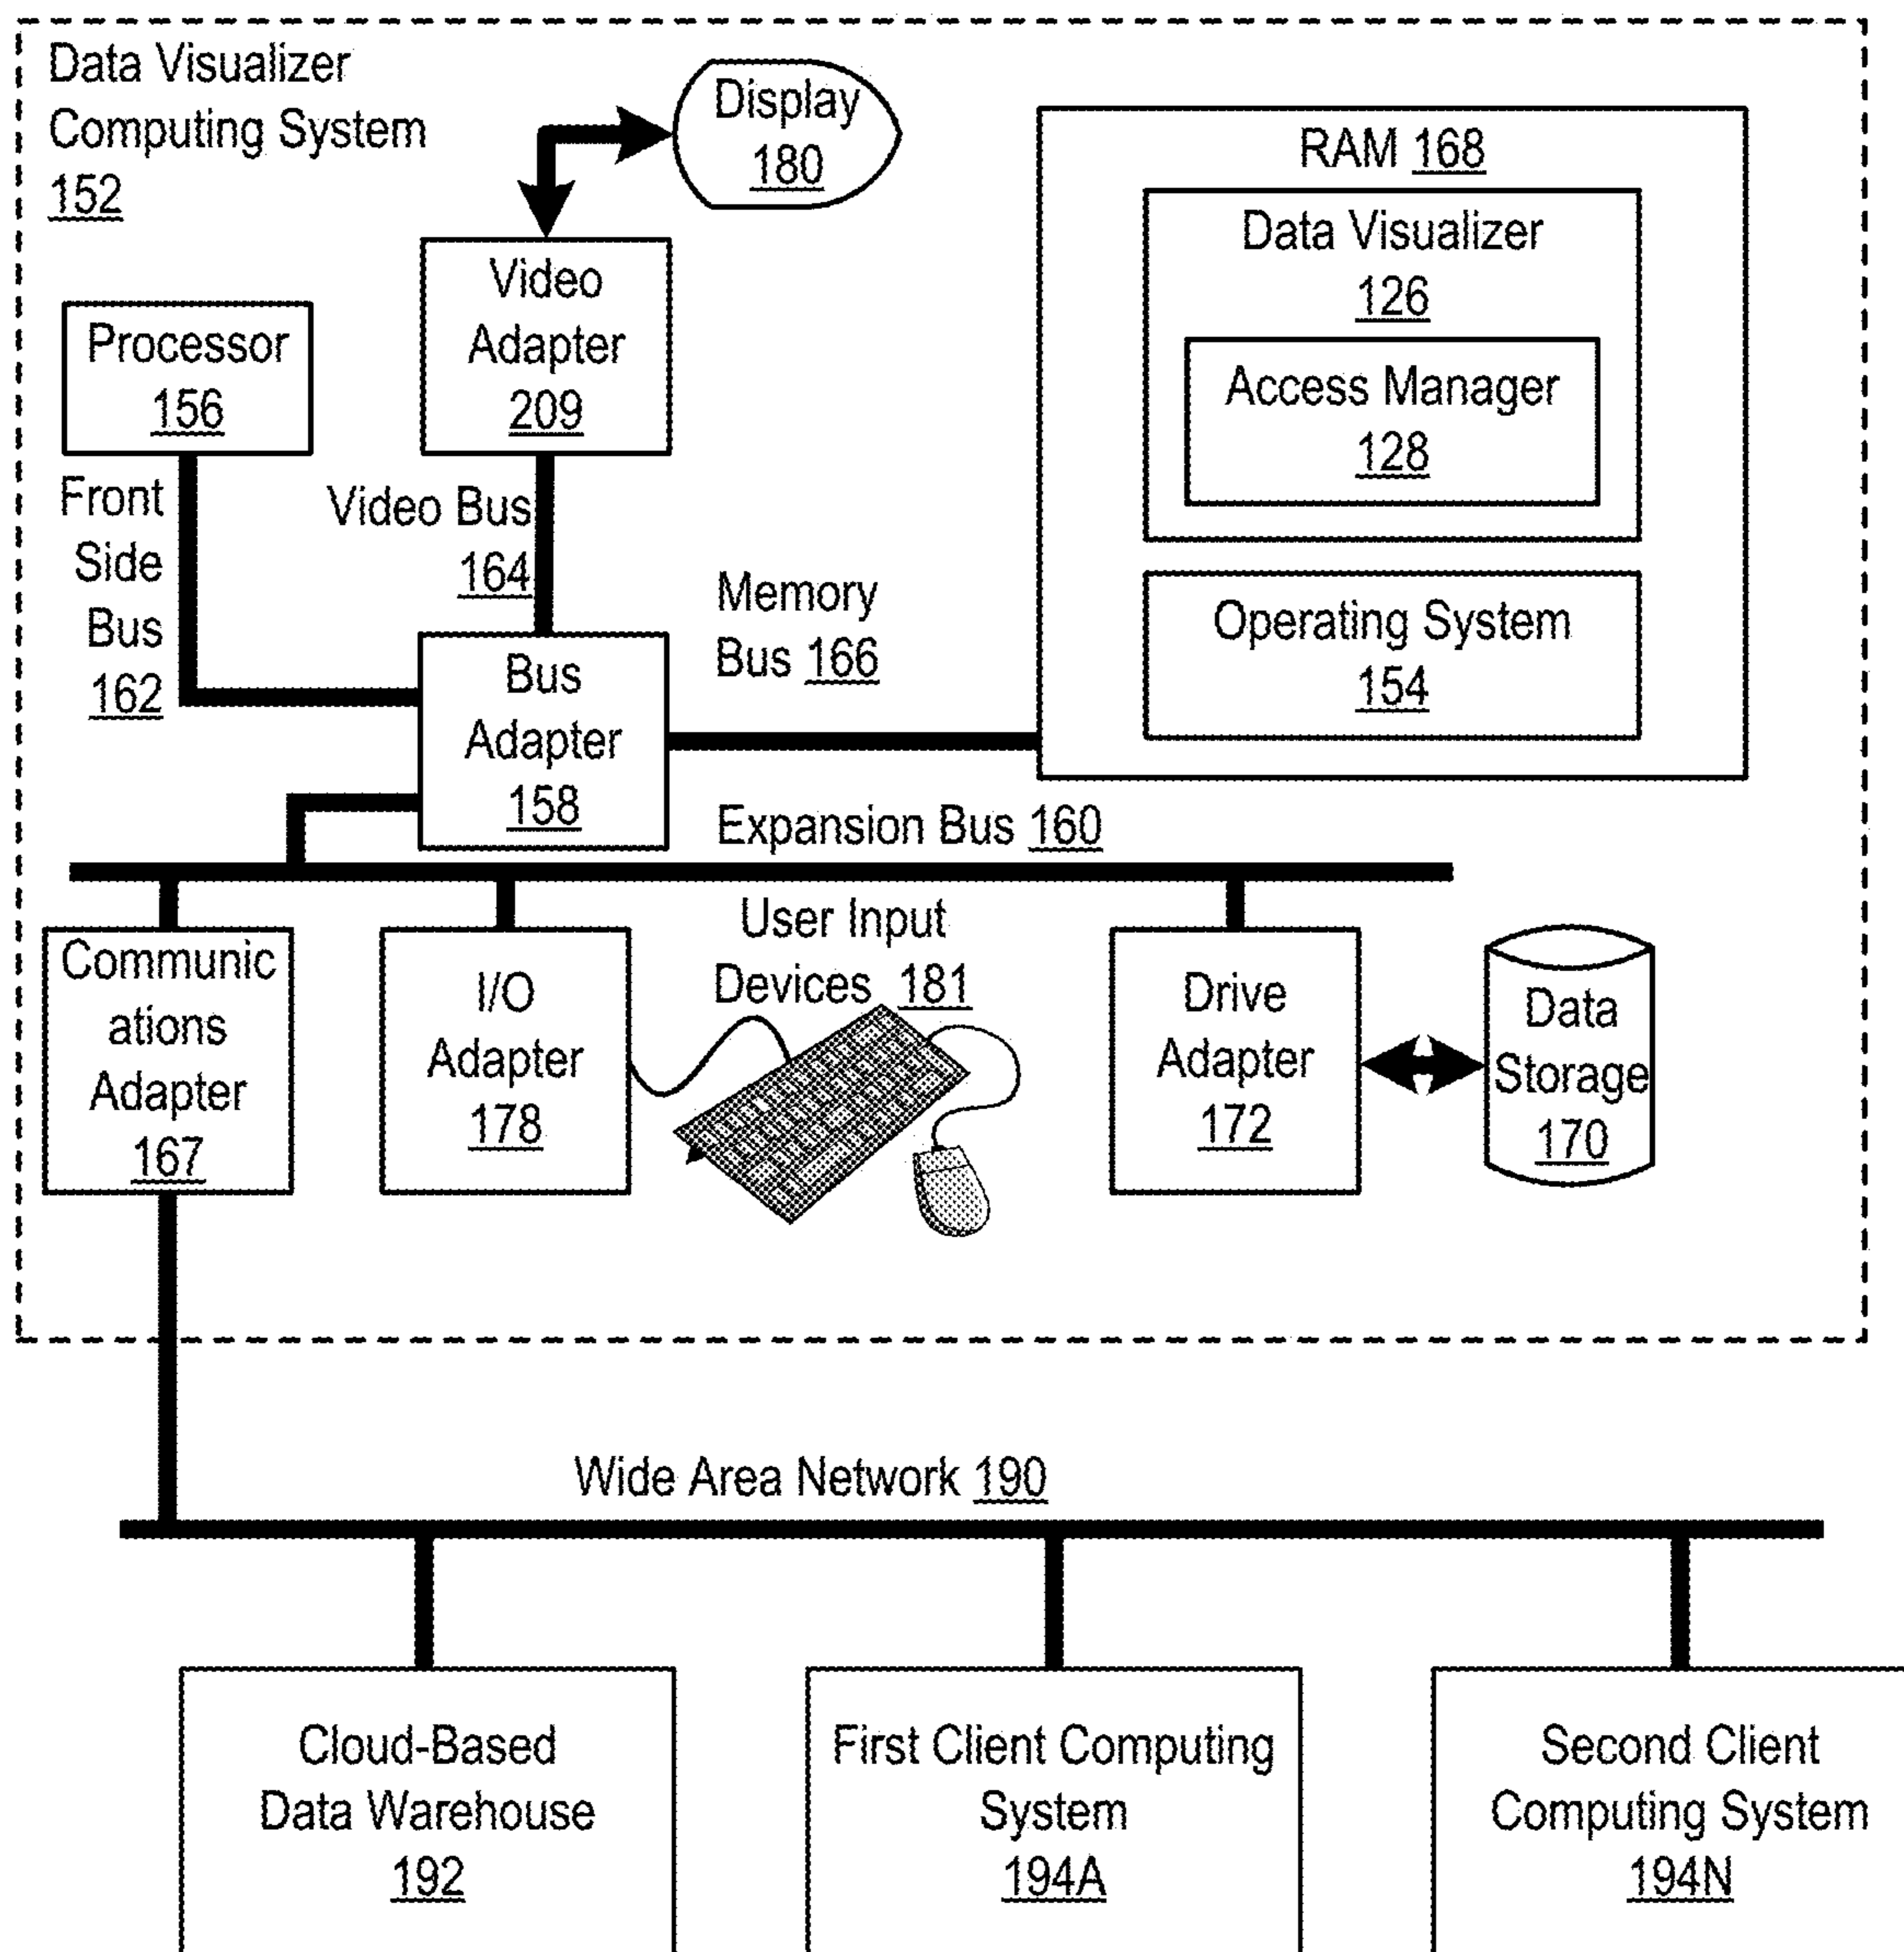 Data Visualizer
Computing System
152
Display
180
Video
Adapter
209
Processor
156
Front
Side
Bus
162
Video Bus
164
Memory
Bus 166
Bus
Adapter
158
RAM 168
Data Visualizer
126
Access Manager
128
Operating System
154
Expansion Bus 160
Communic
ations
Adapter
167
I/O
Adapter
178
User Input
Devices 181
Drive
Adapter
172
Data
Storage
170
Wide Area Network 190
Cloud-Based
Data Warehouse
192
First Client Computing
System
194A
Second Client
Computing System
194N